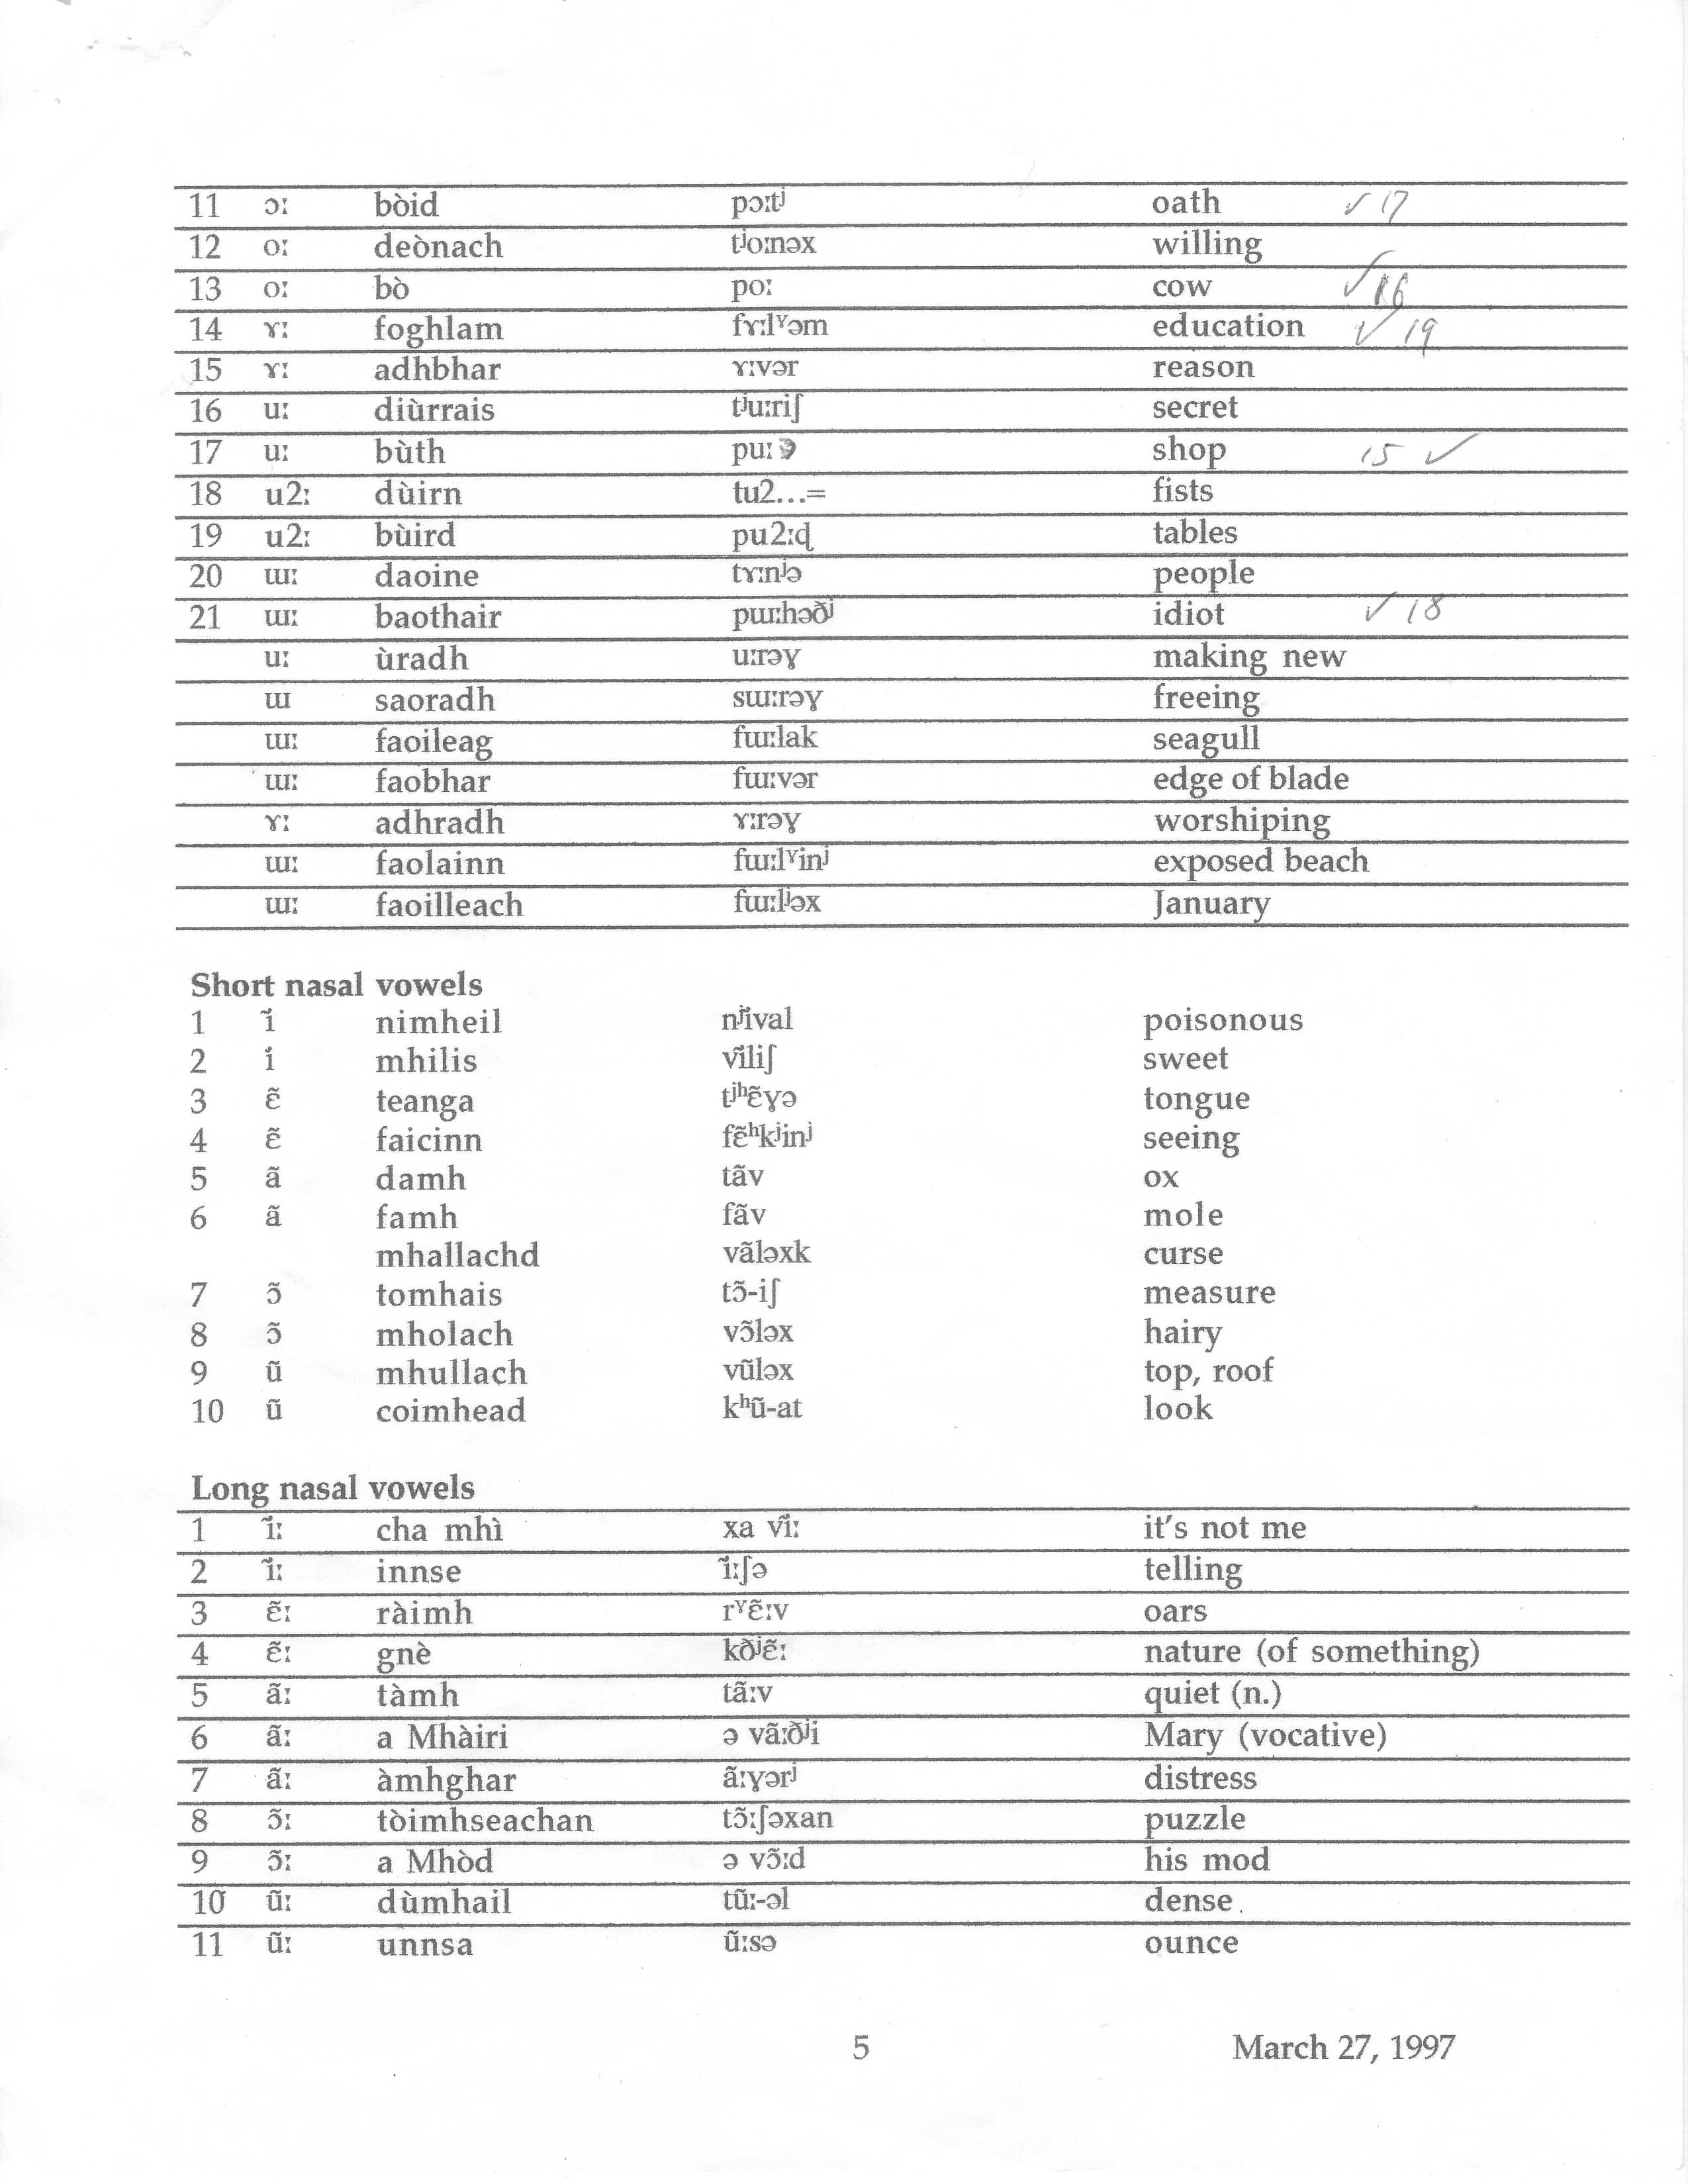 11 ɔː bòid pɔːtʲ oath ✓ 17
12 oː deònach tʲoːnəx willing
13 oː bò poː cow ✓ 16
14 ɤː foghlam fɤːlˠəm education ✓ 19
15 ɤː adhbhar ɤːvər reason
16 uː diùrrais tʲuːriʃ secret
17 uː bùth puː shop 15 ✓
18 u2ː dùirn tu2...= fists
19 u2ː bùird pu2ːɖ tables
20 ɯː daoine tɤːnʲə people
21 ɯː baothair pɯːhəðʲ idiot ✓ 18
uː ùradh uːrəɣ making new
ɯ saoradh sɯːrəɣ freeing
ɯː faoileag fɯːlak seagull
ɯː faobhar fɯːvər edge of blade
ɤː adhradh ɤːrəɣ worshiping
ɯː faolainn fɯːlˠinʲ exposed beach
ɯː faoilleach fɯːlʲəx January
Short nasal vowels
1 ĩ nimheil nʲĩval poisonous
2 i mhilis vĩliʃ sweet
3 ɛ̃ teanga tʲʰɛ̃ɣə tongue
4 ɛ̃ faicinn fɛ̃ʰkʲinʲ seeing
5 ã damh tãv ox
6 ã famh fãv mole
mhallachd vãləxk curse
7 ɔ̃ tomhais tɔ̃-iʃ measure
8 ɔ̃ mholach vɔ̃ləx hairy
9 ũ mhullach vũləx top, roof
10 ũ coimhead kʰũ-at look
Long nasal vowels
1 ĩː cha mhì xa vĩː it's not me
2 ĩː innse ĩːʃə telling
3 ɛ̃ː ràimh rˠɛ̃ːv oars
4 ɛ̃ː gnè kðʲɛ̃ː nature (of something)
5 ãː tàmh tãːv quiet (n.)
6 ãː a Mhàiri ə vãːðʲi Mary (vocative)
7 ãː àmhghar ãːɣərʲ distress
8 ɔ̃ː tòimhseachan tɔ̃ːʃəxan puzzle
9 ɔ̃ː a Mhòd ə vɔ̃ːd his mod
10 ũː dùmhail tũː-əl dense
11 ũː unnsa ũːsə ounce
5 March 27, 1997